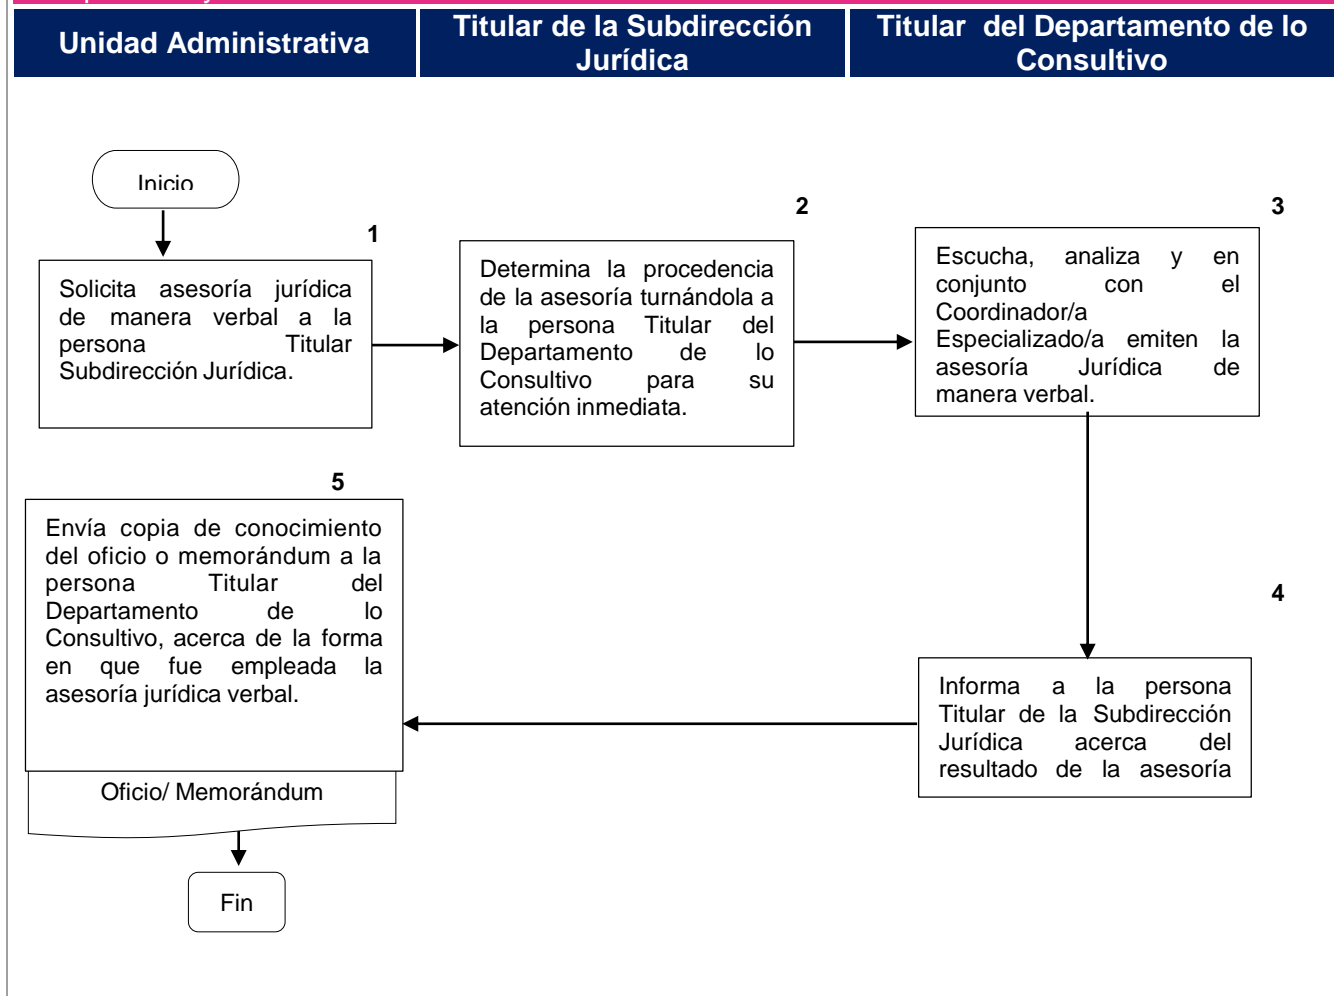 Unidad Administrativa
Titular de la Subdirección
Jurídica
Titular del Departamento de lo
Consultivo
Inicio
1
Solicita asesoría jurídica
de manera verbal a la
persona Titular
Subdirección Jurídica.
2
Determina la procedencia
de la asesoría turnándola a
la persona Titular del
Departamento de lo
Consultivo para su
atención inmediata.
3
Escucha, analiza y en
conjunto con el
Coordinador/a
Especializado/a emiten la
asesoría Jurídica de
manera verbal.
4
Informa a la persona
Titular de la Subdirección
Jurídica acerca del
resultado de la asesoría
5
Envía copia de conocimiento
del oficio o memorándum a la
persona Titular del
Departamento de lo
Consultivo, acerca de la forma
en que fue empleada la
asesoría jurídica verbal.
Oficio/ Memorándum
Fin